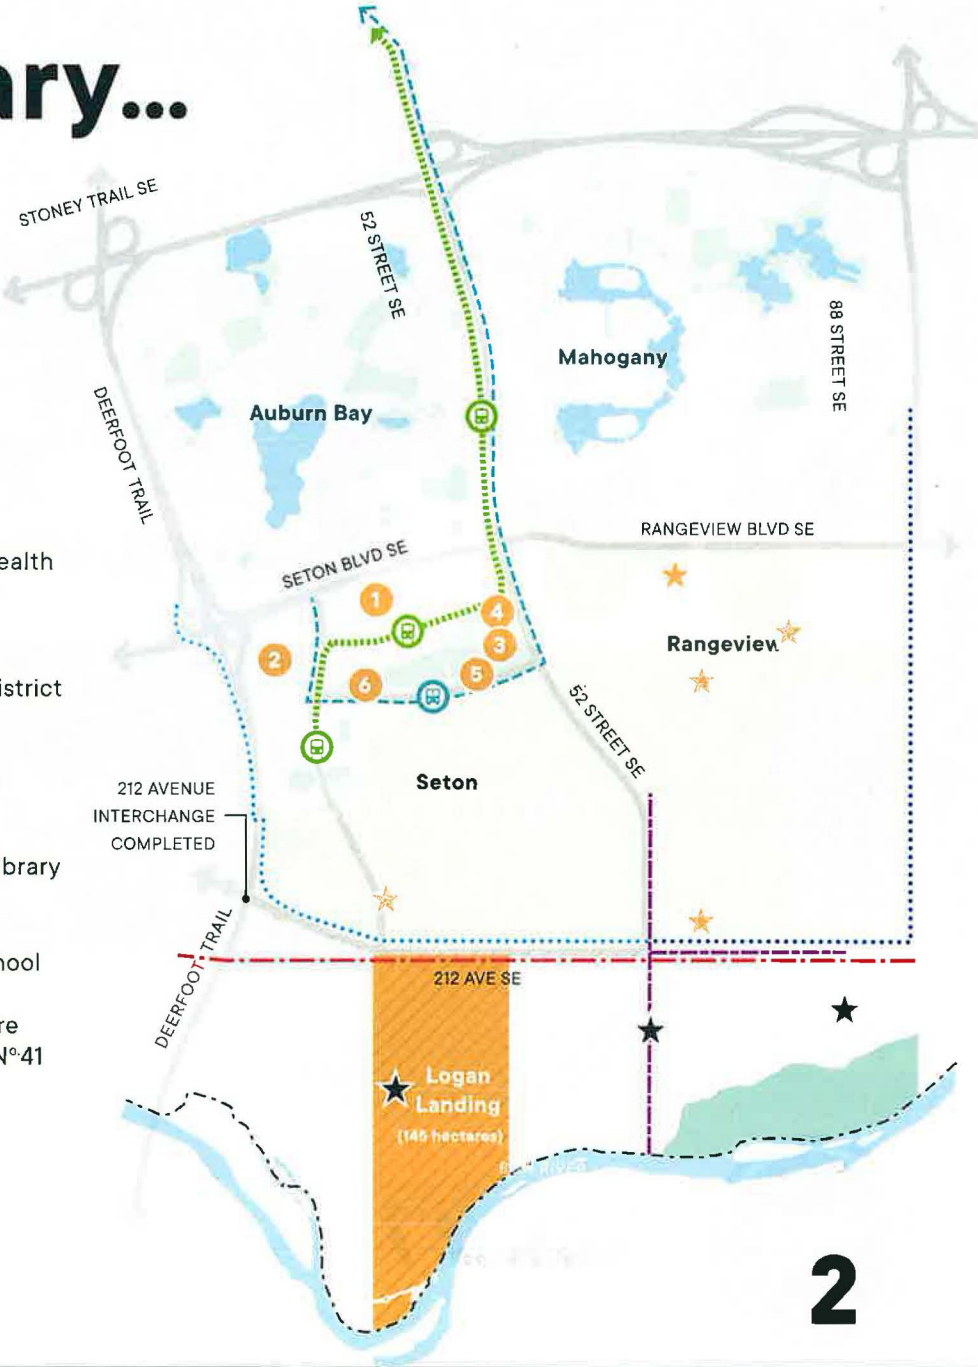 ary...
STONEY TRAIL SE
52 STREET SE
88 STREET SE
Mahogany
Auburn Bay
DEERFOOT TRAIL
RANGEVIEW BLVD SE
SETON BLVD SE
ealth
1
4
2
3
Rangeview
5
6
istrict
52 STREET SE
Seton
212 AVENUE
INTERCHANGE
COMPLETED
brary
DEERFOOT TRAIL
hool
212 AVE SE
re
Nº41
Logan
Landing
(145 hectares)
RIVER
2